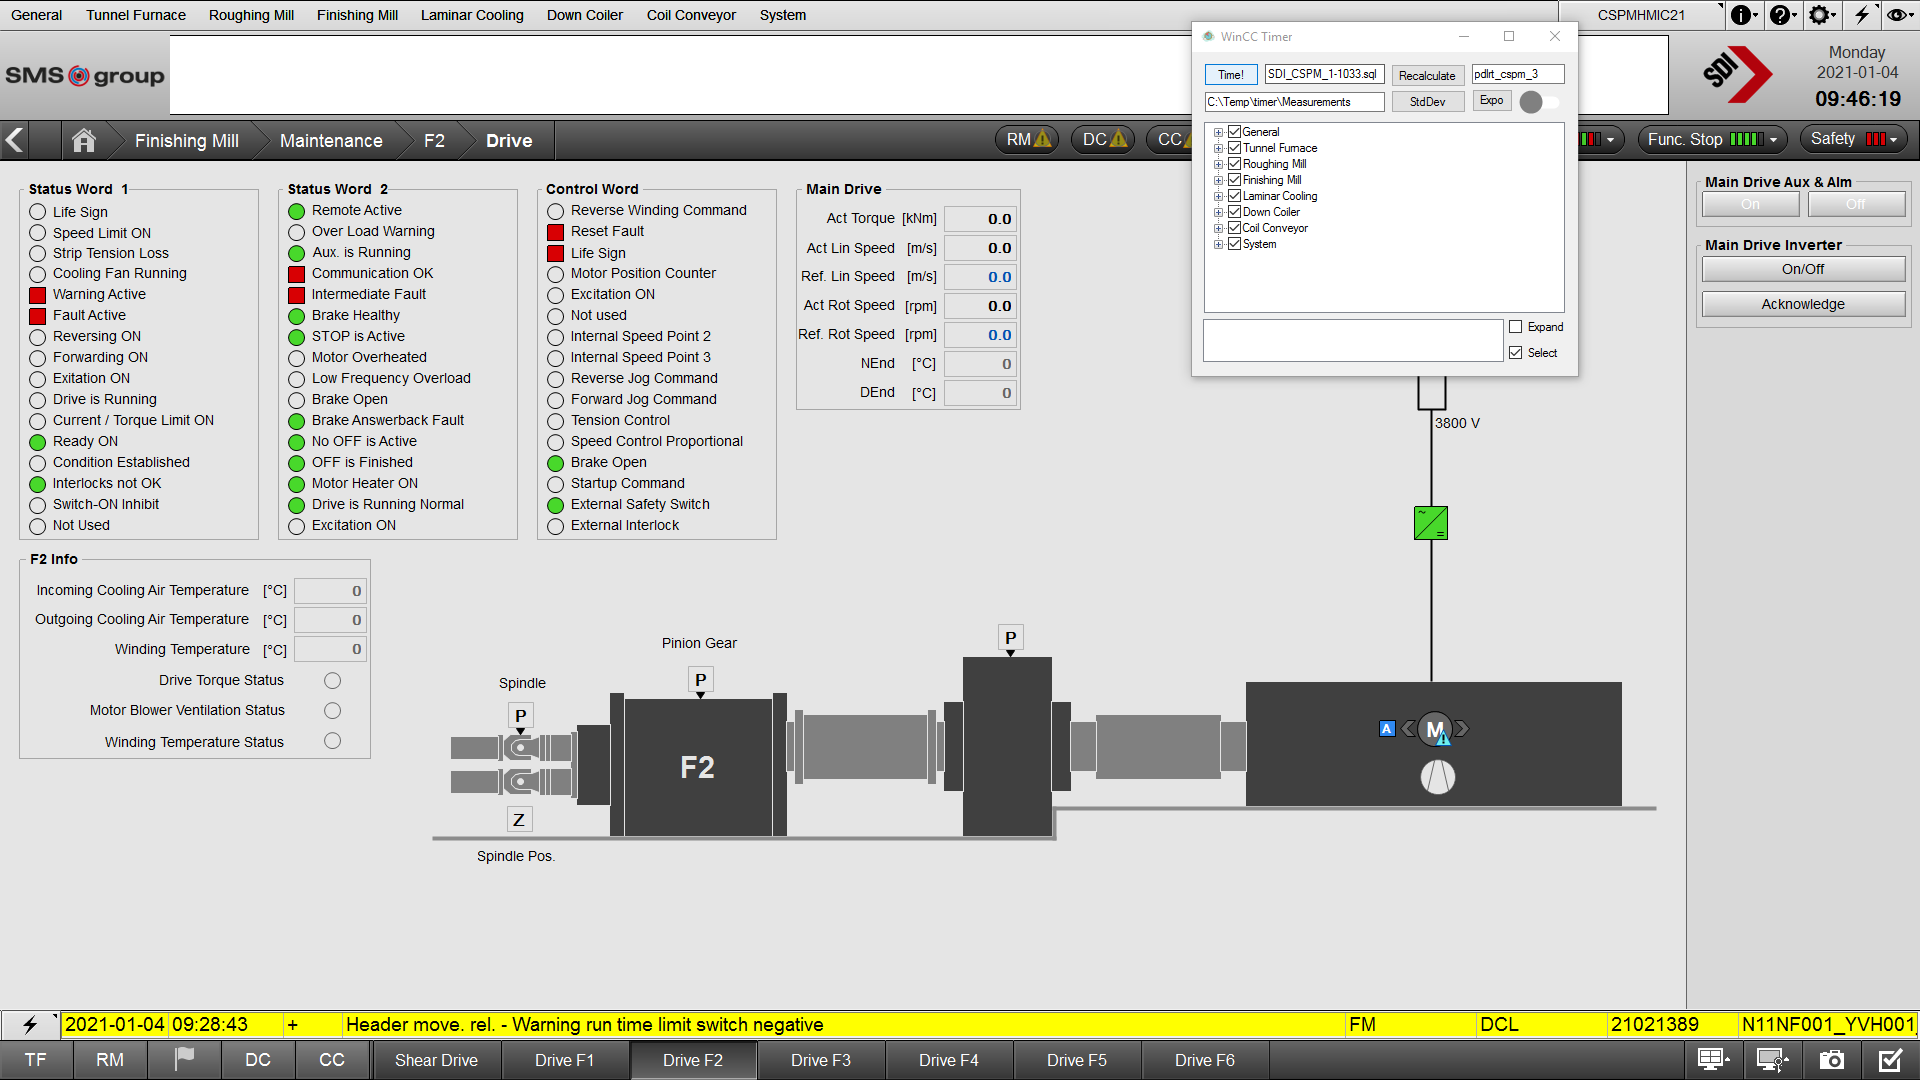 General Tunnel Furnace Roughing Mill Finishing Mill Laminar Cooling Down Coiler Coil Conveyor System CSPMHMIC21
SMS group
SDI
Monday
2021-01-04
09:46:19
Finishing Mill Maintenance F2 Drive RM DC CC Func. Stop Safety
WinCC Timer
Time! SDI_CSPM_1-1033.sql Recalculate pdlrt_cspm_3
C:\Temp\timer\Measurements StdDev Expo
General
Tunnel Furnace
Roughing Mill
Finishing Mill
Laminar Cooling
Down Coiler
Coil Conveyor
System
Expand
Select
Status Word 1
Life Sign
Speed Limit ON
Strip Tension Loss
Cooling Fan Running
Warning Active
Fault Active
Reversing ON
Forwarding ON
Exitation ON
Drive is Running
Current / Torque Limit ON
Ready ON
Condition Established
Interlocks not OK
Switch-ON Inhibit
Not Used
Status Word 2
Remote Active
Over Load Warning
Aux. is Running
Communication OK
Intermediate Fault
Brake Healthy
STOP is Active
Motor Overheated
Low Frequency Overload
Brake Open
Brake Answerback Fault
No OFF is Active
OFF is Finished
Motor Heater ON
Drive is Running Normal
Excitation ON
Control Word
Reverse Winding Command
Reset Fault
Life Sign
Motor Position Counter
Excitation ON
Not used
Internal Speed Point 2
Internal Speed Point 3
Reverse Jog Command
Forward Jog Command
Tension Control
Speed Control Proportional
Brake Open
Startup Command
External Safety Switch
External Interlock
Main Drive
Act Torque [kNm] 0.0
Act Lin Speed [m/s] 0.0
Ref. Lin Speed [m/s] 0.0
Act Rot Speed [rpm] 0.0
Ref. Rot Speed [rpm] 0.0
NEnd [°C] 0
DEnd [°C] 0
Main Drive Aux & Alm
On Off
Main Drive Inverter
On/Off
Acknowledge
3800 V
~
=
F2 Info
Incoming Cooling Air Temperature [°C] 0
Outgoing Cooling Air Temperature [°C] 0
Winding Temperature [°C] 0
Drive Torque Status
Motor Blower Ventilation Status
Winding Temperature Status
Pinion Gear
P
P
Spindle
P
F2
A M
Z
Spindle Pos.
2021-01-04 09:28:43 + Header move. rel. - Warning run time limit switch negative FM DCL 21021389 N11NF001_YVH001
TF RM DC CC Shear Drive Drive F1 Drive F2 Drive F3 Drive F4 Drive F5 Drive F6